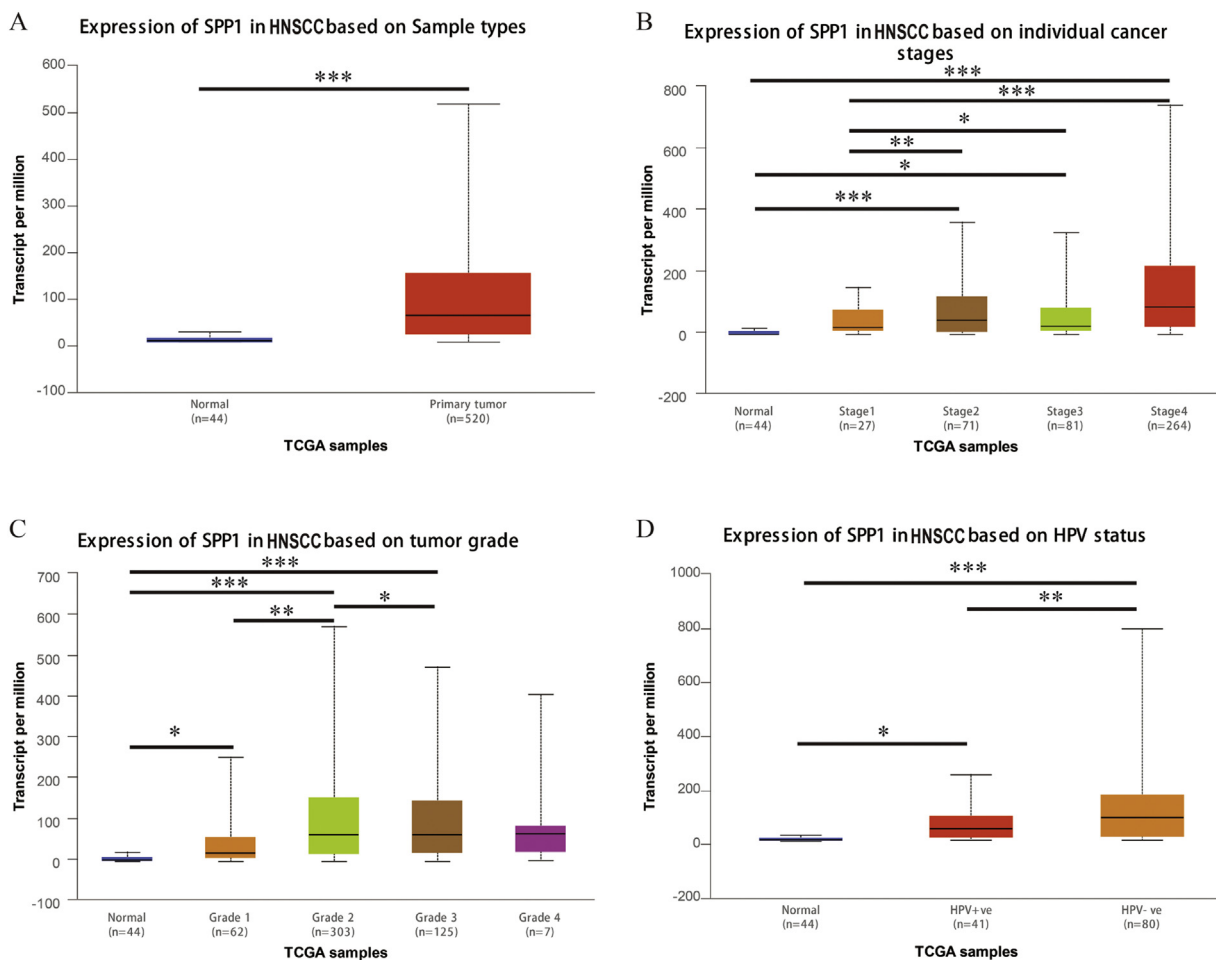 A
Expression of SPP1 in HNSCC based on Sample types
Transcript per million
600
500
400
300
200
100
0
-100
***
Normal
(n=44)
Primary tumor
(n=520)
TCGA samples
B
Expression of SPP1 in HNSCC based on individual cancer
stages
Transcript per million
800
600
400
200
0
-200
***
***
*
**
*
***
Normal
(n=44)
Stage1
(n=27)
Stage2
(n=71)
Stage3
(n=81)
Stage4
(n=264)
TCGA samples
C
Expression of SPP1 in HNSCC based on tumor grade
Transcript per million
700
600
500
400
300
200
100
0
-100
***
***
**
*
*
Normal
(n=44)
Grade 1
(n=62)
Grade 2
(n=303)
Grade 3
(n=125)
Grade 4
(n=7)
TCGA samples
D
Expression of SPP1 in HNSCC based on HPV status
Transcript per million
1000
800
600
400
200
0
-200
***
**
*
Normal
(n=44)
HPV+ve
(n=41)
HPV- ve
(n=80)
TCGA samples